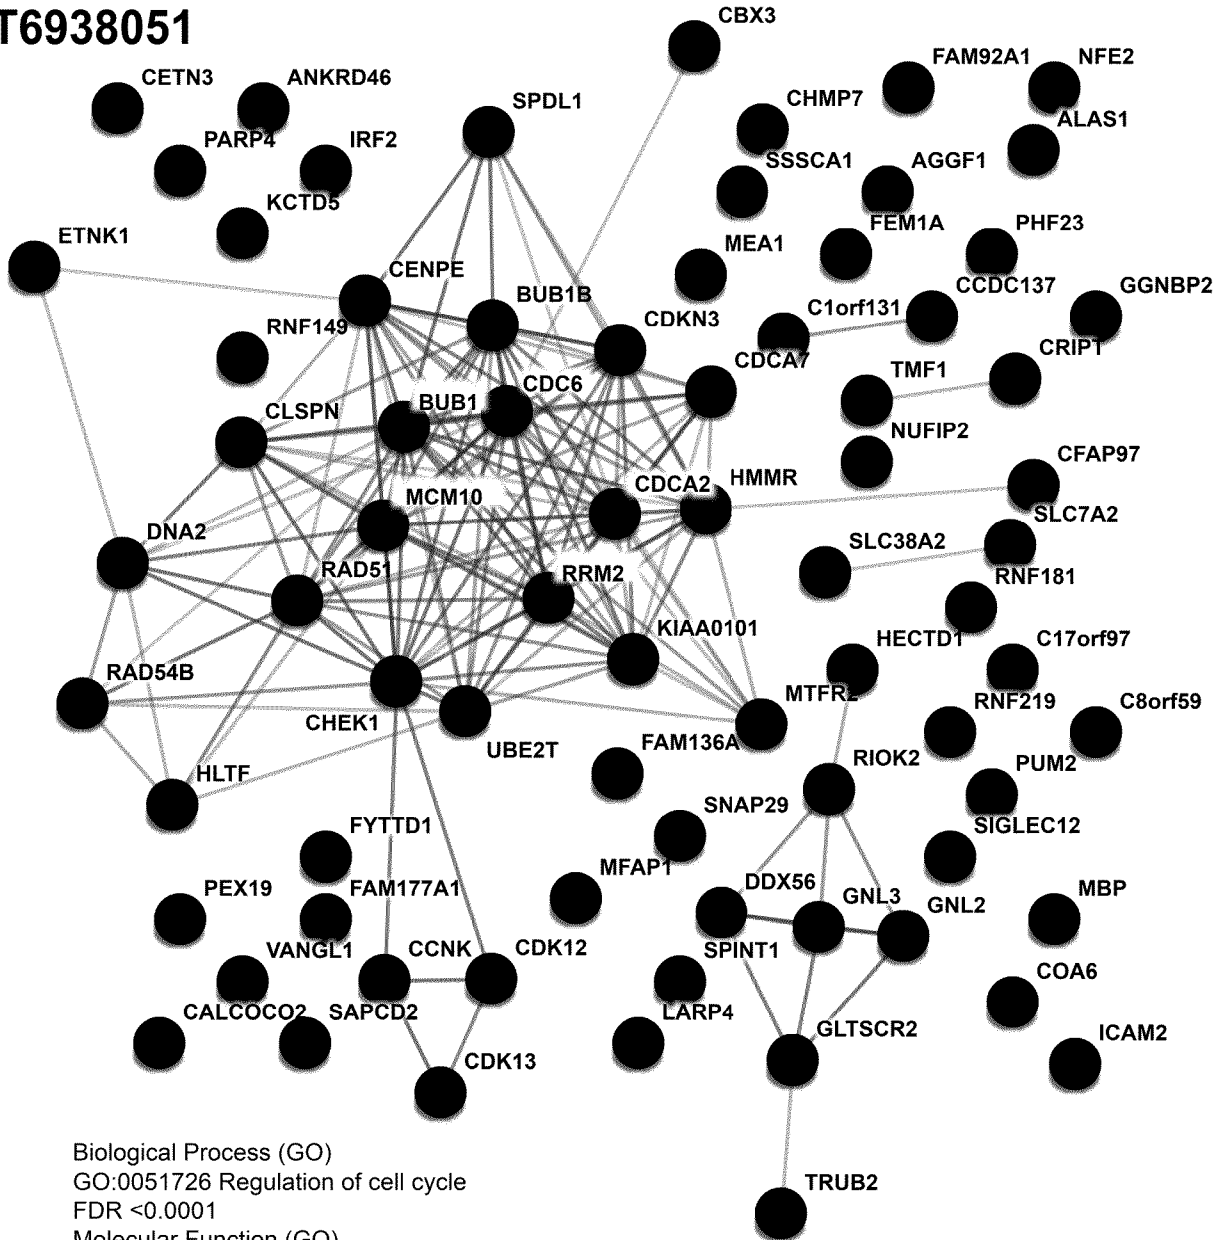 T6938051
CBX3
CETN3
ANKRD46
FAM92A1
NFE2
SPDL1
CHMP7
ALAS1
PARP4
IRF2
SSSCA1
AGGF1
KCTD5
ETNK1
MEA1
FEM1A
PHF23
CENPE
BUB1B
CCDC137
GGNBP2
RNF149
CDKN3
C1orf131
CDCA7
CRIPT
CLSPN
BUB1
CDC6
TMF1
NUFIP2
CFAP97
MCM10
CDCA2
HMMR
SLC7A2
DNA2
SLC38A2
RAD51
RRM2
RNF181
KIAA0101
HECTD1
C17orf97
RAD54B
MTFR2
RNF219
C8orf59
CHEK1
UBE2T
FAM136A
RIOK2
PUM2
HLTF
SNAP29
FYTTD1
SIGLEC12
MFAP1
PEX19
FAM177A1
DDX56
GNL3
GNL2
MBP
VANGL1
CCNK
CDK12
SPINT1
COA6
CALCOCO2
SAPCD2
LARP4
GLTSCR2
ICAM2
CDK13
Biological Process (GO)
GO:0051726 Regulation of cell cycle
FDR <0.0001
TRUB2
Molecular Function (GO)